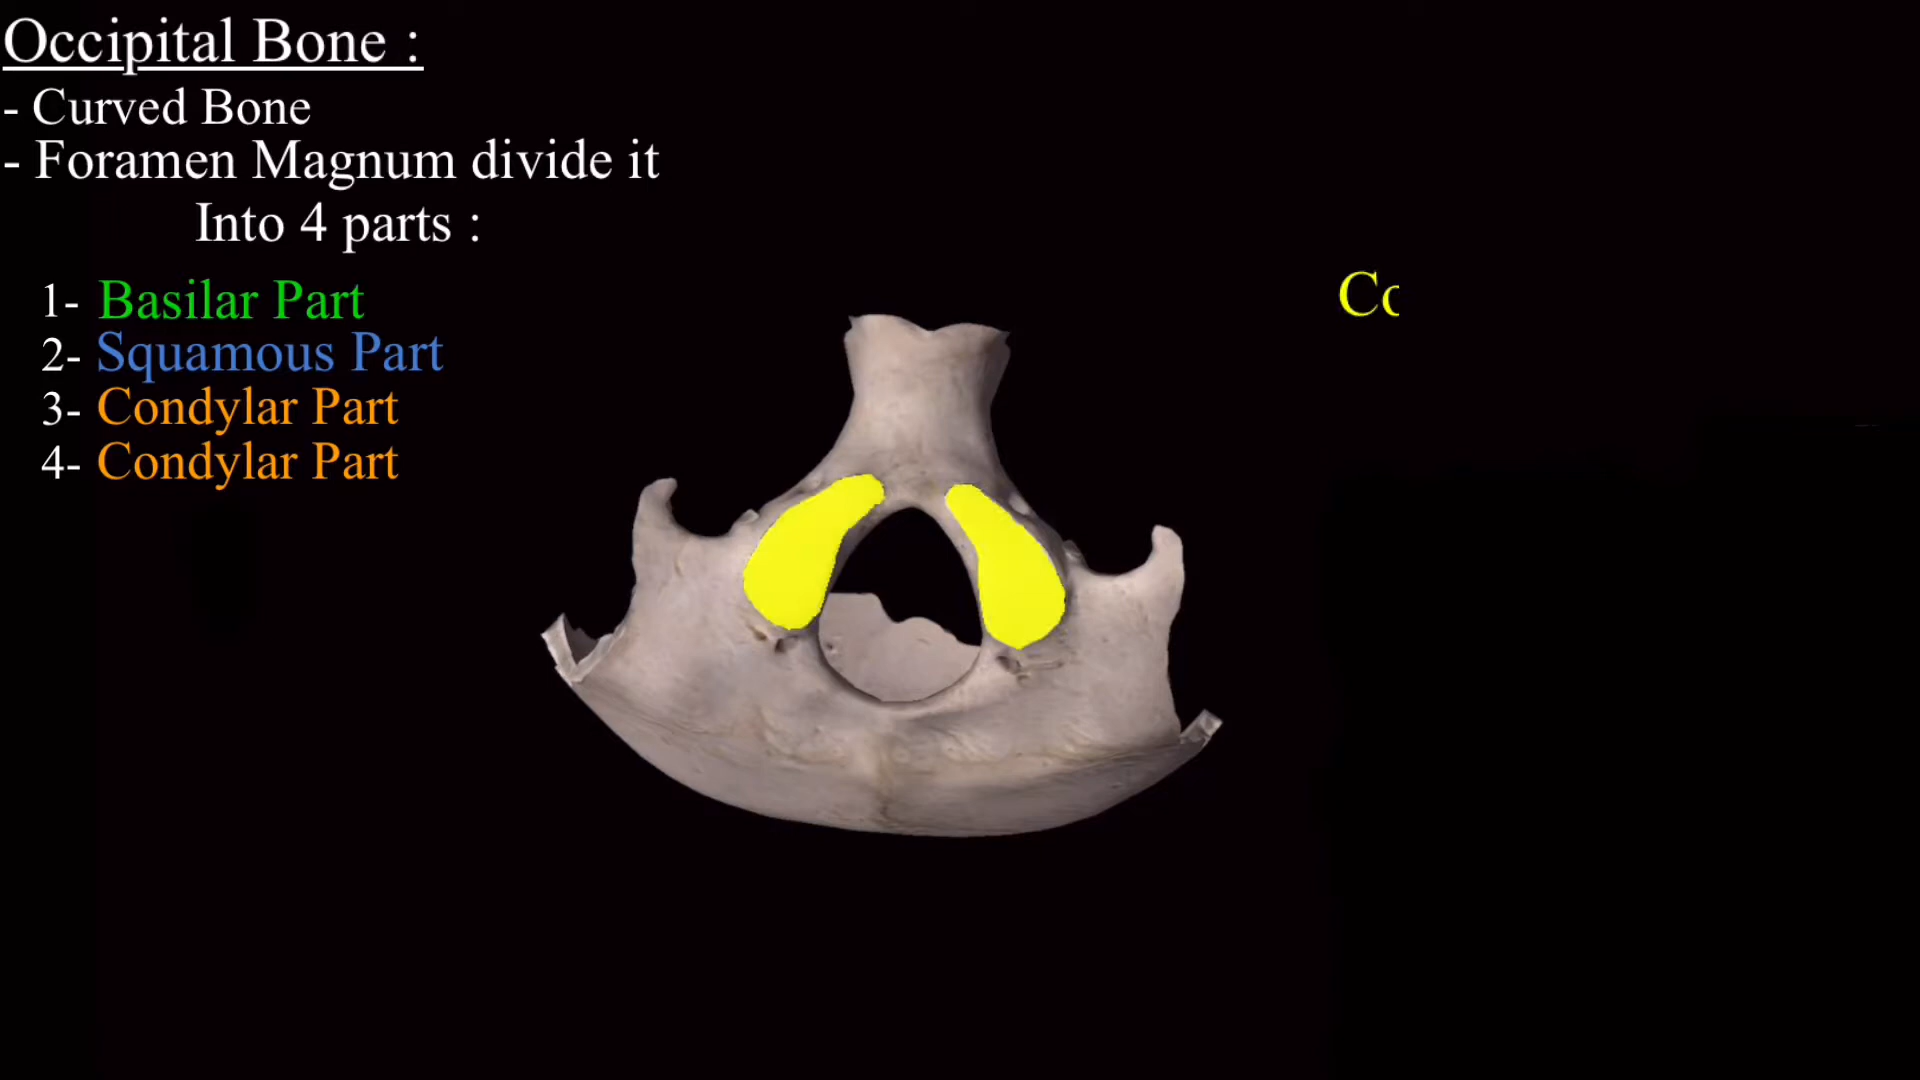 Occipital Bone :
- Curved Bone
- Foramen Magnum divide it
Into 4 parts :
1- Basilar Part
2- Squamous Part
3- Condylar Part
4- Condylar Part
Co